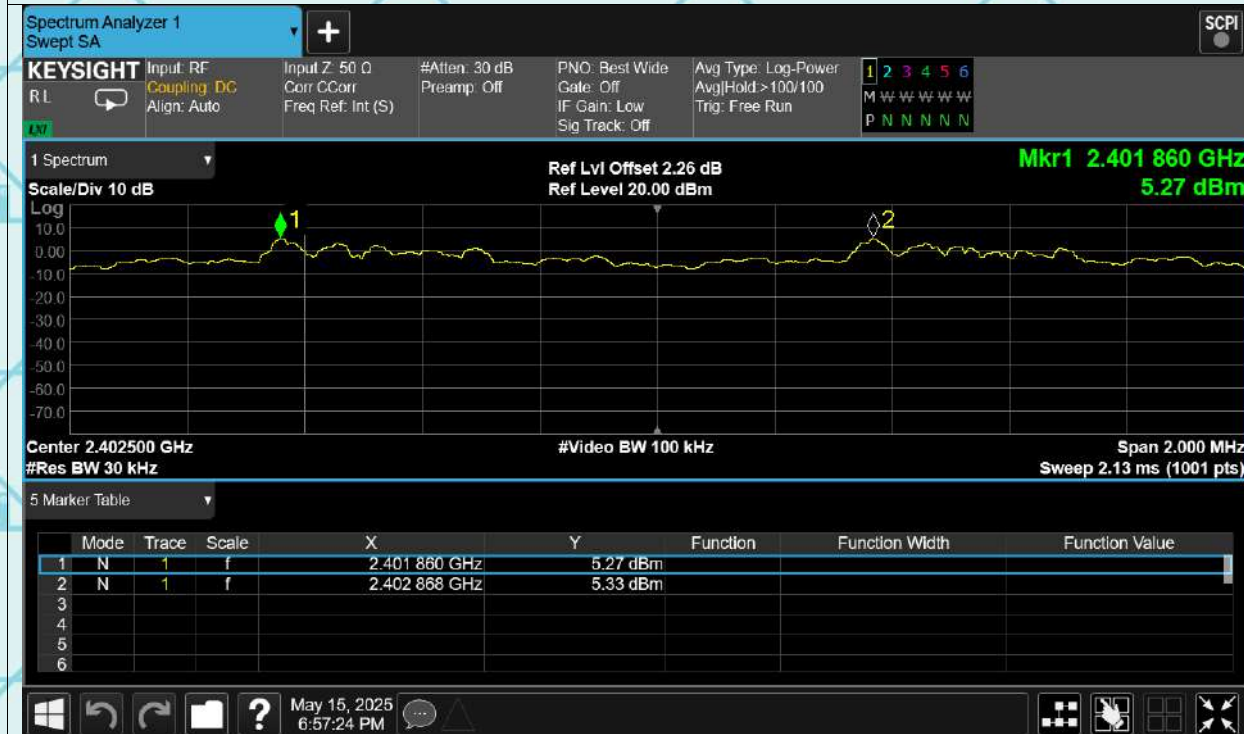 Spectrum Analyzer 1
Swept SA
+
SCPI
KEYSIGHT
RL
LXI
Input: RF
Coupling: DC
Align: Auto
Input Z: 50 Ω
Corr CCorr
Freq Ref: Int (S)
#Atten: 30 dB
Preamp: Off
PNO: Best Wide
Gate: Off
IF Gain: Low
Sig Track: Off
Avg Type: Log-Power
Avg|Hold:>100/100
Trig: Free Run
1 2 3 4 5 6
M W W W W W
P N N N N N
1 Spectrum
Scale/Div 10 dB
Ref Lvl Offset 2.26 dB
Ref Level 20.00 dBm
Mkr1 2.401 860 GHz
5.27 dBm
Log
10.0
0.00
-10.0
-20.0
-30.0
-40.0
-50.0
-60.0
-70.0
1
2
Center 2.402500 GHz
#Video BW 100 kHz
Span 2.000 MHz
#Res BW 30 kHz
Sweep 2.13 ms (1001 pts)
5 Marker Table
Mode Trace Scale X Y Function Function Width Function Value
1 N 1 f 2.401 860 GHz 5.27 dBm
2 N 1 f 2.402 868 GHz 5.33 dBm
3
4
5
6
?
May 15, 2025
6:57:24 PM